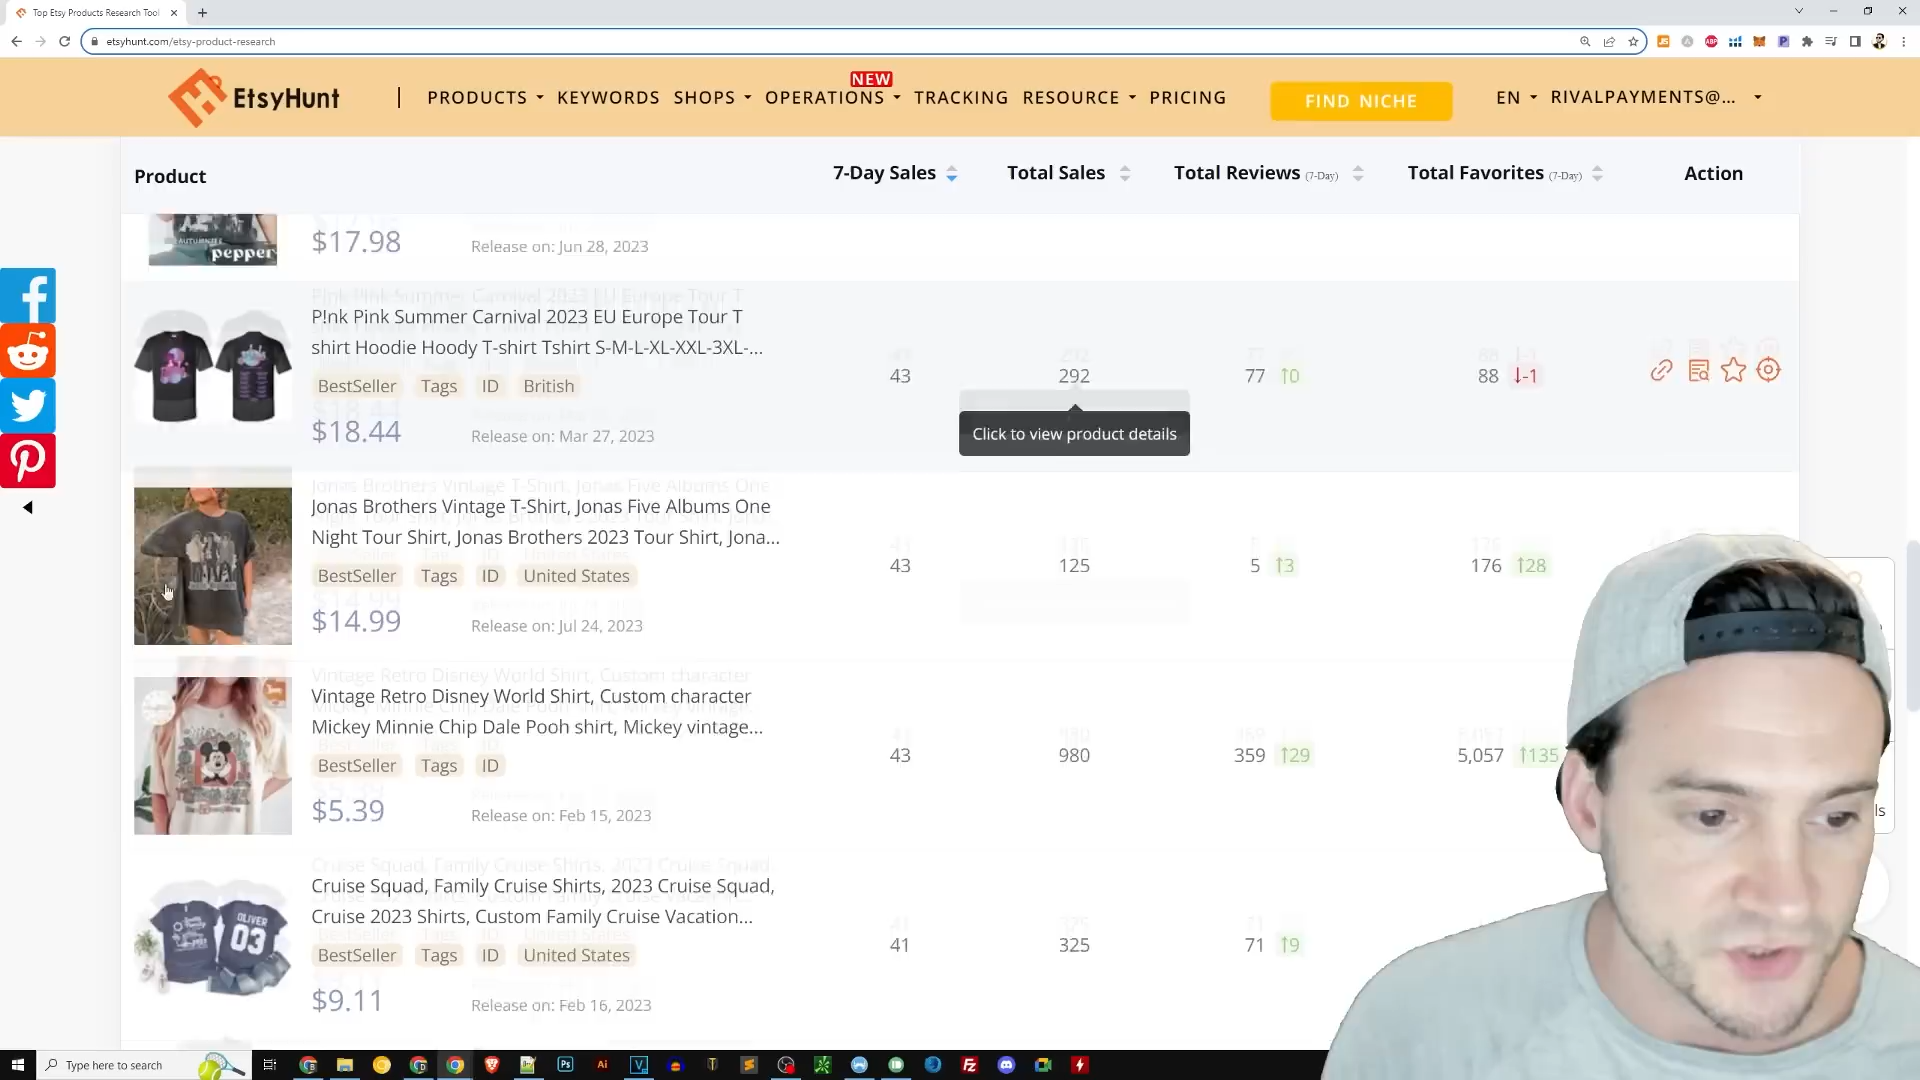 Top Etsy Products Research Tool
etsyhunt.com/etsy-product-research
EtsyHunt
PRODUCTS
KEYWORDS
SHOPS
NEW
OPERATIONS
TRACKING
RESOURCE
PRICING
FIND NICHE
EN
RIVALPAYMENTS@...
Product
7-Day Sales
Total Sales
Total Reviews (7-Day)
Total Favorites (7-Day)
Action
pepper
$17.98
Release on: Jun 28, 2023
P!nk Pink Summer Carnival 2023 EU Europe Tour T
shirt Hoodie Hoody T-shirt Tshirt S-M-L-XL-XXL-3XL-...
BestSeller Tags ID British
$18.44
Release on: Mar 27, 2023
43
292
77 ↑0
88 ↓-1
Click to view product details
Jonas Brothers Vintage T-Shirt, Jonas Five Albums One
Night Tour Shirt, Jonas Brothers 2023 Tour Shirt, Jona...
BestSeller Tags ID United States
$14.99
Release on: Jul 24, 2023
43
125
5 ↑3
176 ↑28
Vintage Retro Disney World Shirt, Custom character
Mickey Minnie Chip Dale Pooh shirt, Mickey vintage...
BestSeller Tags ID
$5.39
Release on: Feb 15, 2023
43
980
359 ↑29
5,057 ↑135
ls
Cruise Squad, Family Cruise Shirts, 2023 Cruise Squad,
Cruise 2023 Shirts, Custom Family Cruise Vacation...
BestSeller Tags ID United States
$9.11
Release on: Feb 16, 2023
OLIVER
03
41
325
71 ↑9
Type here to search